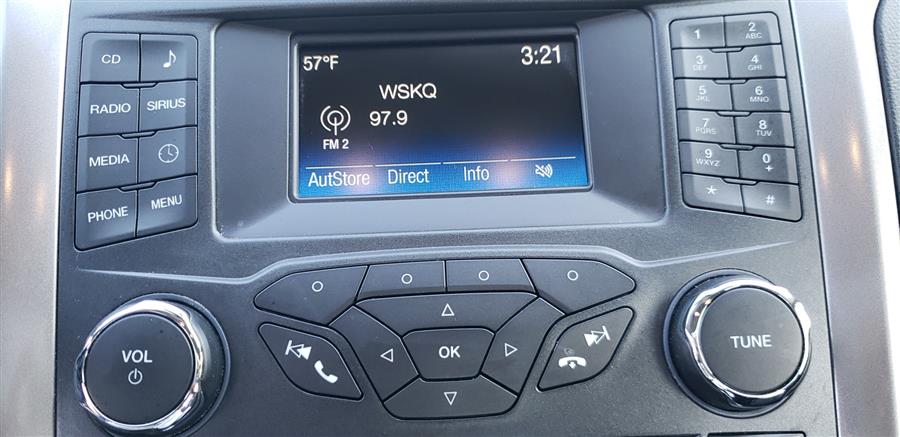 CD
RADIO SIRIUS
MEDIA
PHONE MENU
57°F 3:21
WSKQ
97.9
FM 2
AutoStore Direct Info
1 2 ABC
3 DEF 4 GHI
5 JKL 6 MNO
7 PQRS 8 TUV
9 WXYZ 0 +
* #
VOL
OK
TUNE